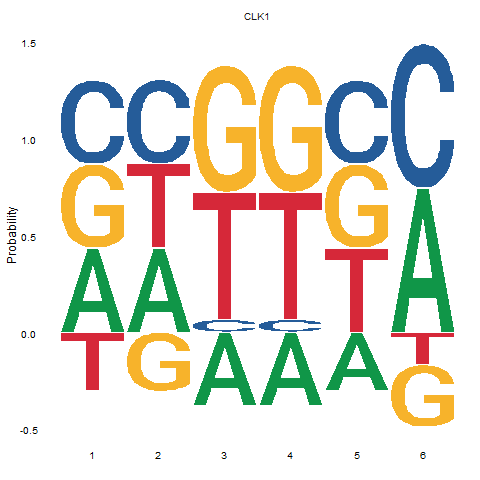 CLK1
1.5
1.0
0.5
0.0
-0.5
Probability
C C G G C C
G T T T G A
A A C C T T
T G A A A G
1 2 3 4 5 6